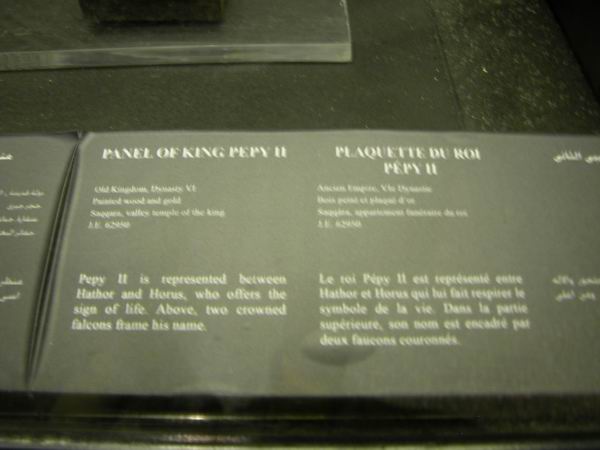 PANEL OF KING PEPY II
Old Kingdom, Dynasty VI
Painted wood and gold
Saqqara, valley temple of the king
J.E. 62950
Pepy II is represented between
Hathor and Horus, who offers the
sign of life. Above, two crowned
falcons frame his name.
PLAQUETTE DU ROI
PÉPY II
Ancien Empire, VIe Dynastie
Bois peint et plaqué d'or
Saqqara, appartement funéraire du roi
J.E. 62950
Le roi Pépy II est représenté entre
Hathor et Horus qui lui fait respirer le
symbole de la vie. Dans la partie
supérieure, son nom est encadré par
deux faucons couronnés.